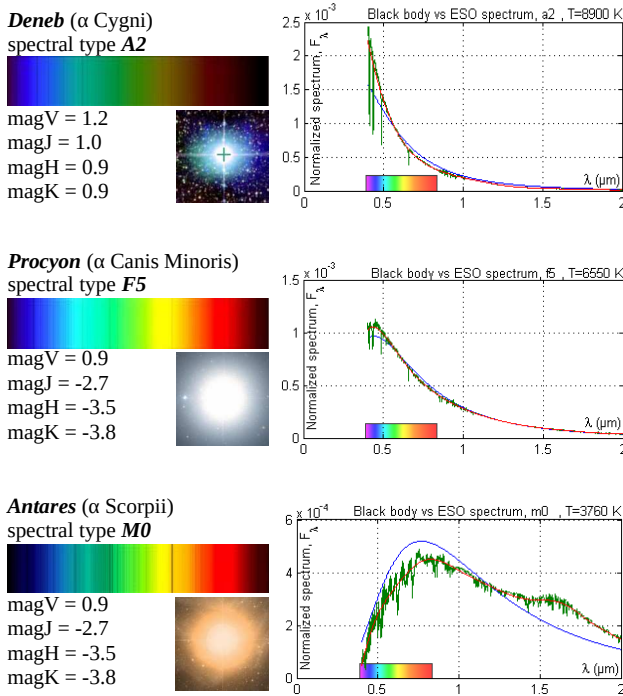 Deneb (α Cygni)
spectral type A2
magV = 1.2
magJ = 1.0
magH = 0.9
magK = 0.9
x 10⁻³
Black body vs ESO spectrum, a2 , T=8900 K
Normalized spectrum, F_λ
2.5
2
1.5
1
0.5
0
0 0.5 1 1.5 2
λ (μm)
Procyon (α Canis Minoris)
spectral type F5
magV = 0.9
magJ = -2.7
magH = -3.5
magK = -3.8
x 10⁻³
Black body vs ESO spectrum, f5 , T=6550 K
Normalized spectrum, F_λ
1.5
1
0.5
0
0 0.5 1 1.5 2
λ (μm)
Antares (α Scorpii)
spectral type M0
magV = 0.9
magJ = -2.7
magH = -3.5
magK = -3.8
x 10⁻⁴
Black body vs ESO spectrum, m0 , T=3760 K
Normalized spectrum, F_λ
6
4
2
0
0 0.5 1 1.5 2
λ (μm)